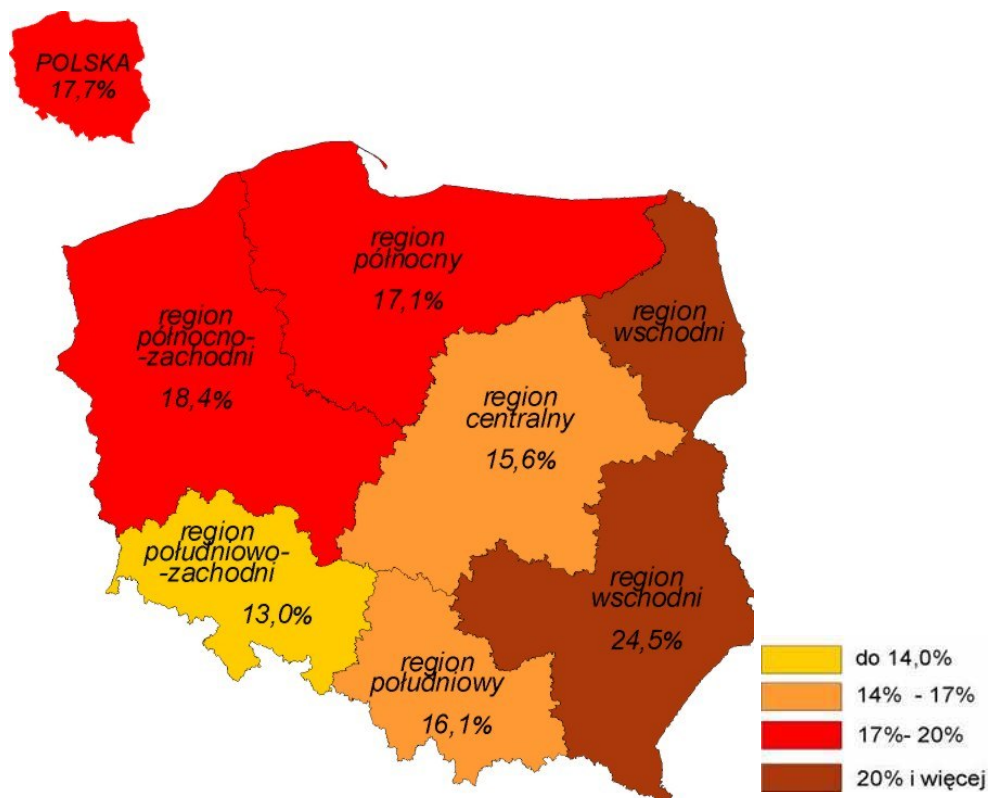 POLSKA
17,7%
region
północny
17,1%
region
północno-
-zachodni
18,4%
region
wschodni
region
centralny
15,6%
region
południowo-
-zachodni
13,0%
region
wschodni
24,5%
region
południowy
16,1%
do 14,0%
14% - 17%
17%- 20%
20% i więcej